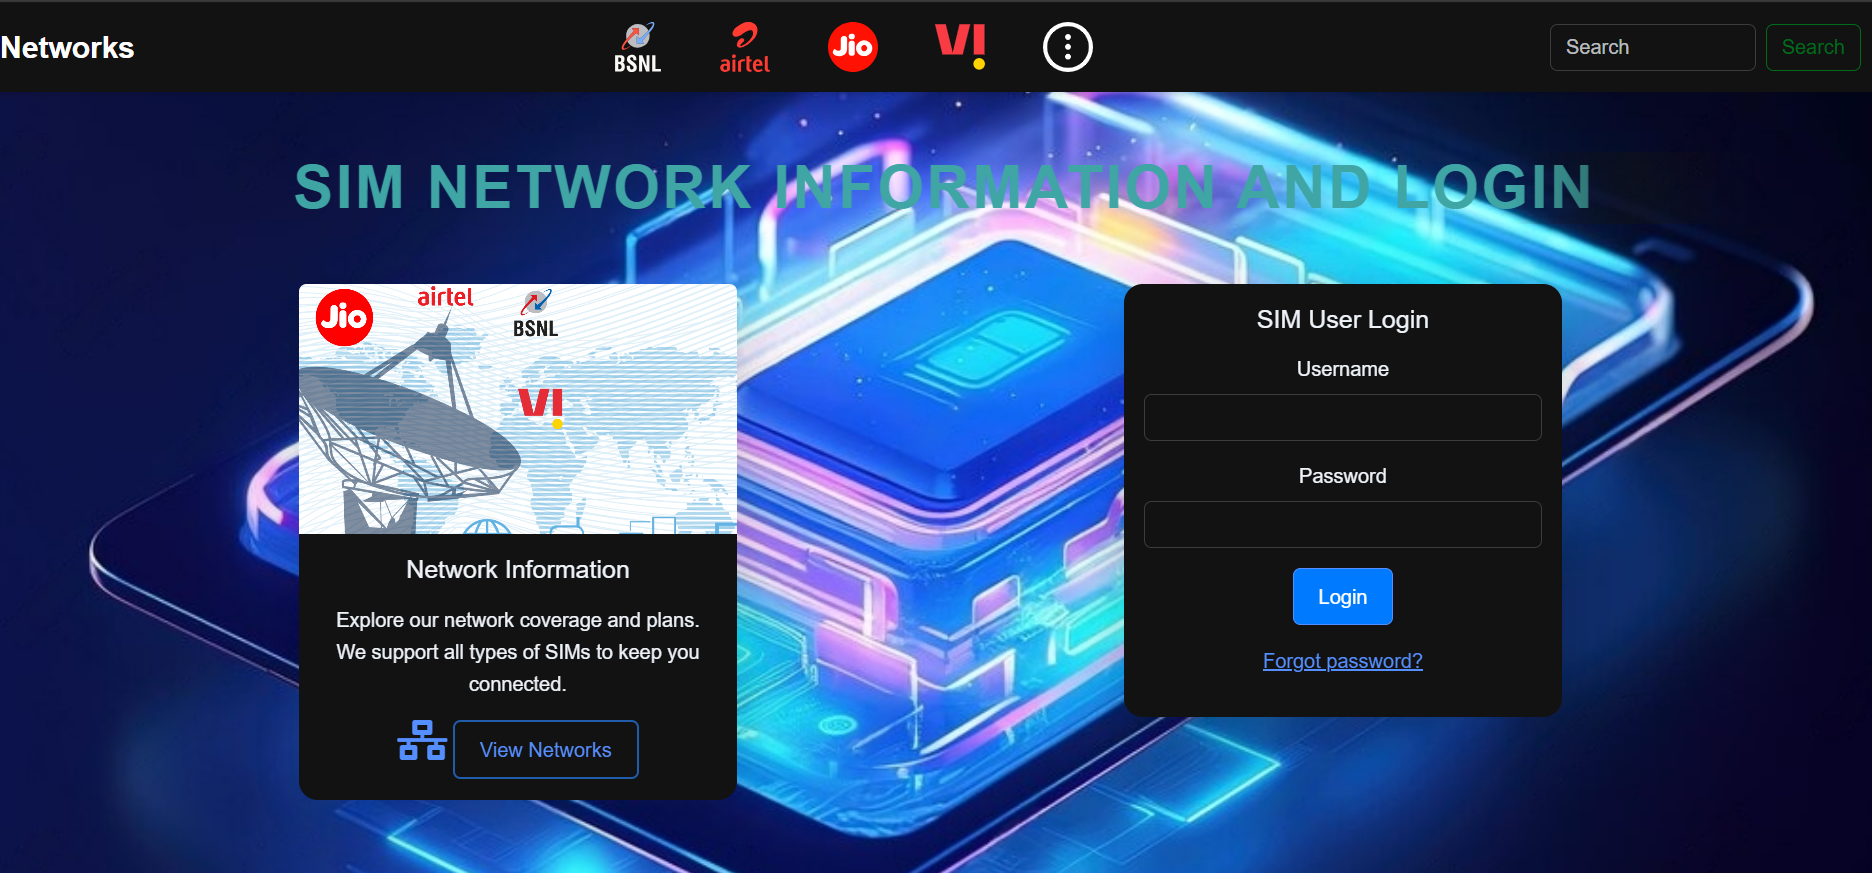 Networks
BSNL
airtel
Jio
VI
Search
Search
SIM NETWORK INFORMATION AND LOGIN
Jio
airtel
BSNL
VI
Network Information
Explore our network coverage and plans.
We support all types of SIMs to keep you
connected.
View Networks
SIM User Login
Username
Password
Login
Forgot password?